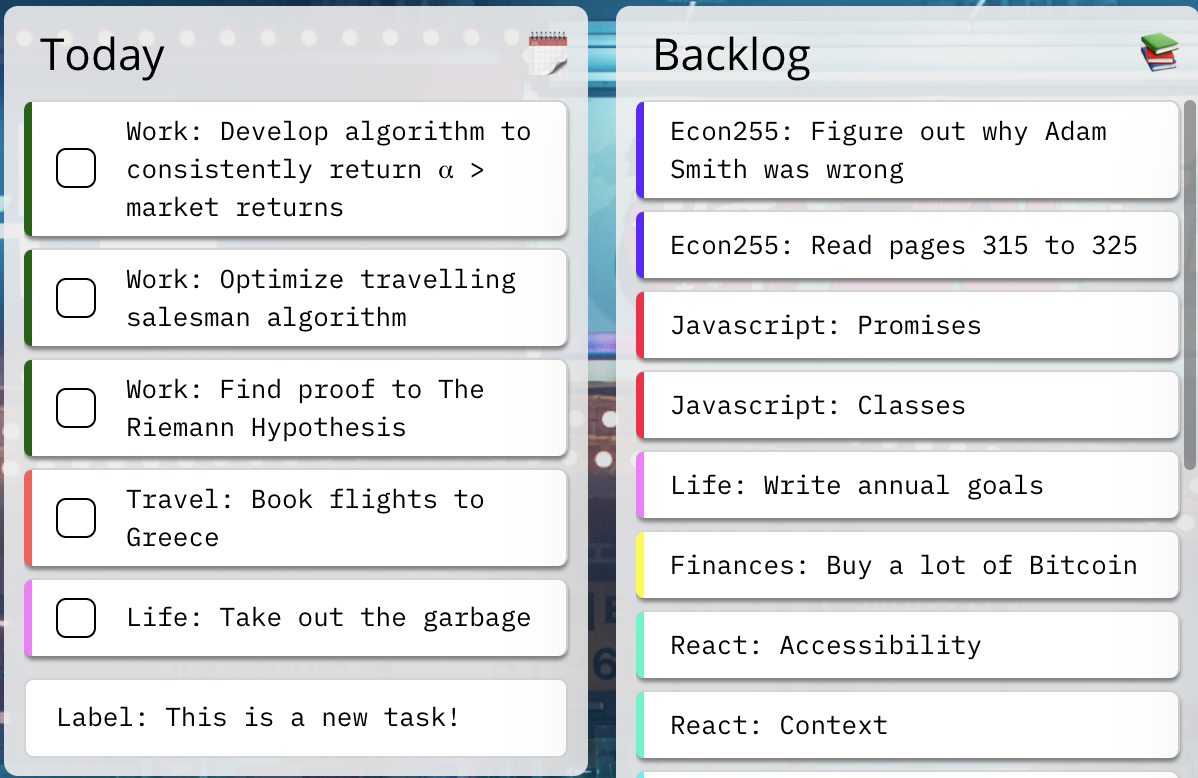 Today
Work: Develop algorithm to
consistently return α >
market returns
Work: Optimize travelling
salesman algorithm
Work: Find proof to The
Riemann Hypothesis
Travel: Book flights to
Greece
Life: Take out the garbage
Label: This is a new task!
Backlog
Econ255: Figure out why Adam
Smith was wrong
Econ255: Read pages 315 to 325
Javascript: Promises
Javascript: Classes
Life: Write annual goals
Finances: Buy a lot of Bitcoin
React: Accessibility
React: Context